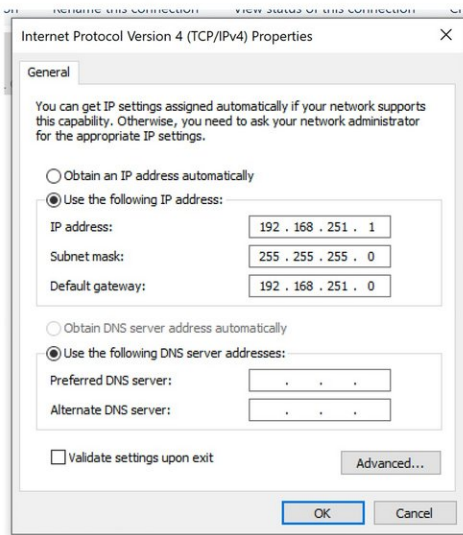 Rename this connection View status of this connection
Internet Protocol Version 4 (TCP/IPv4) Properties
General
You can get IP settings assigned automatically if your network supports
this capability. Otherwise, you need to ask your network administrator
for the appropriate IP settings.
Obtain an IP address automatically
Use the following IP address:
IP address: 192 . 168 . 251 . 1
Subnet mask: 255 . 255 . 255 . 0
Default gateway: 192 . 168 . 251 . 0
Obtain DNS server address automatically
Use the following DNS server addresses:
Preferred DNS server: . . .
Alternate DNS server: . . .
Validate settings upon exit
Advanced...
OK Cancel